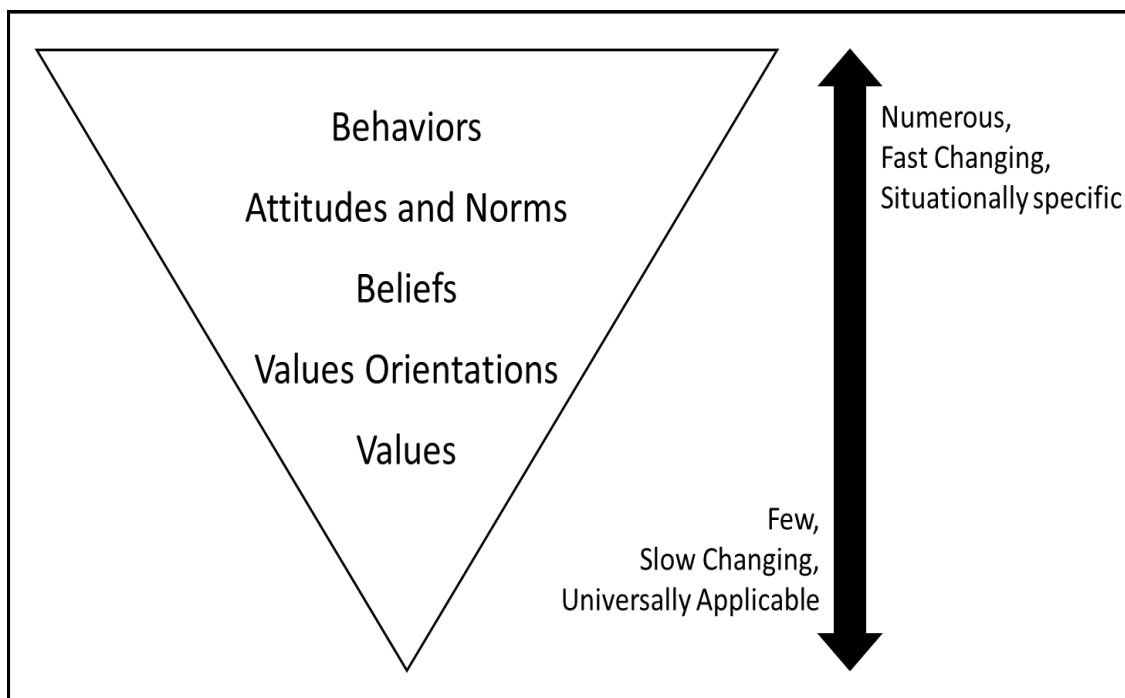 Behaviors
Attitudes and Norms
Beliefs
Values Orientations
Values
Numerous,
Fast Changing,
Situationally specific
Few,
Slow Changing,
Universally Applicable